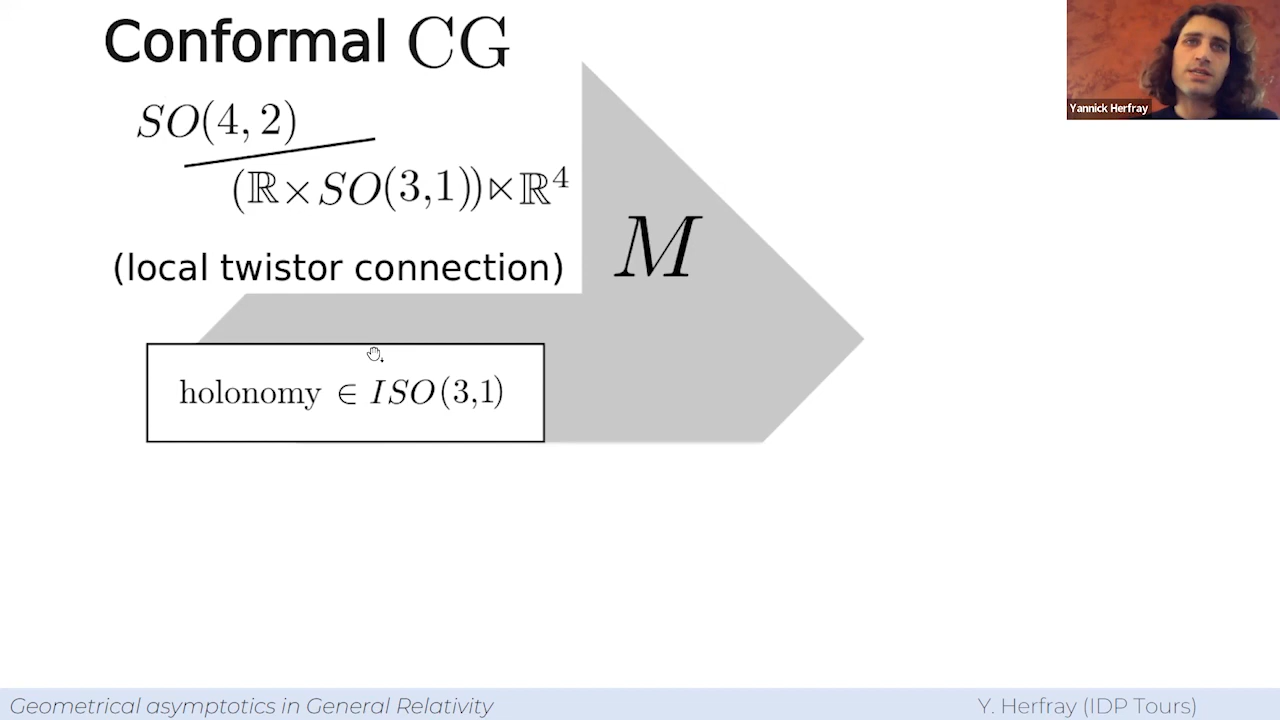 Conformal CG
SO(4, 2)
(ℝ×SO(3,1))⋉ℝ⁴
(local twistor connection)
M
holonomy ∈ ISO(3,1)
Yannick Herfray
Geometrical asymptotics in General Relativity
Y. Herfray (IDP Tours)